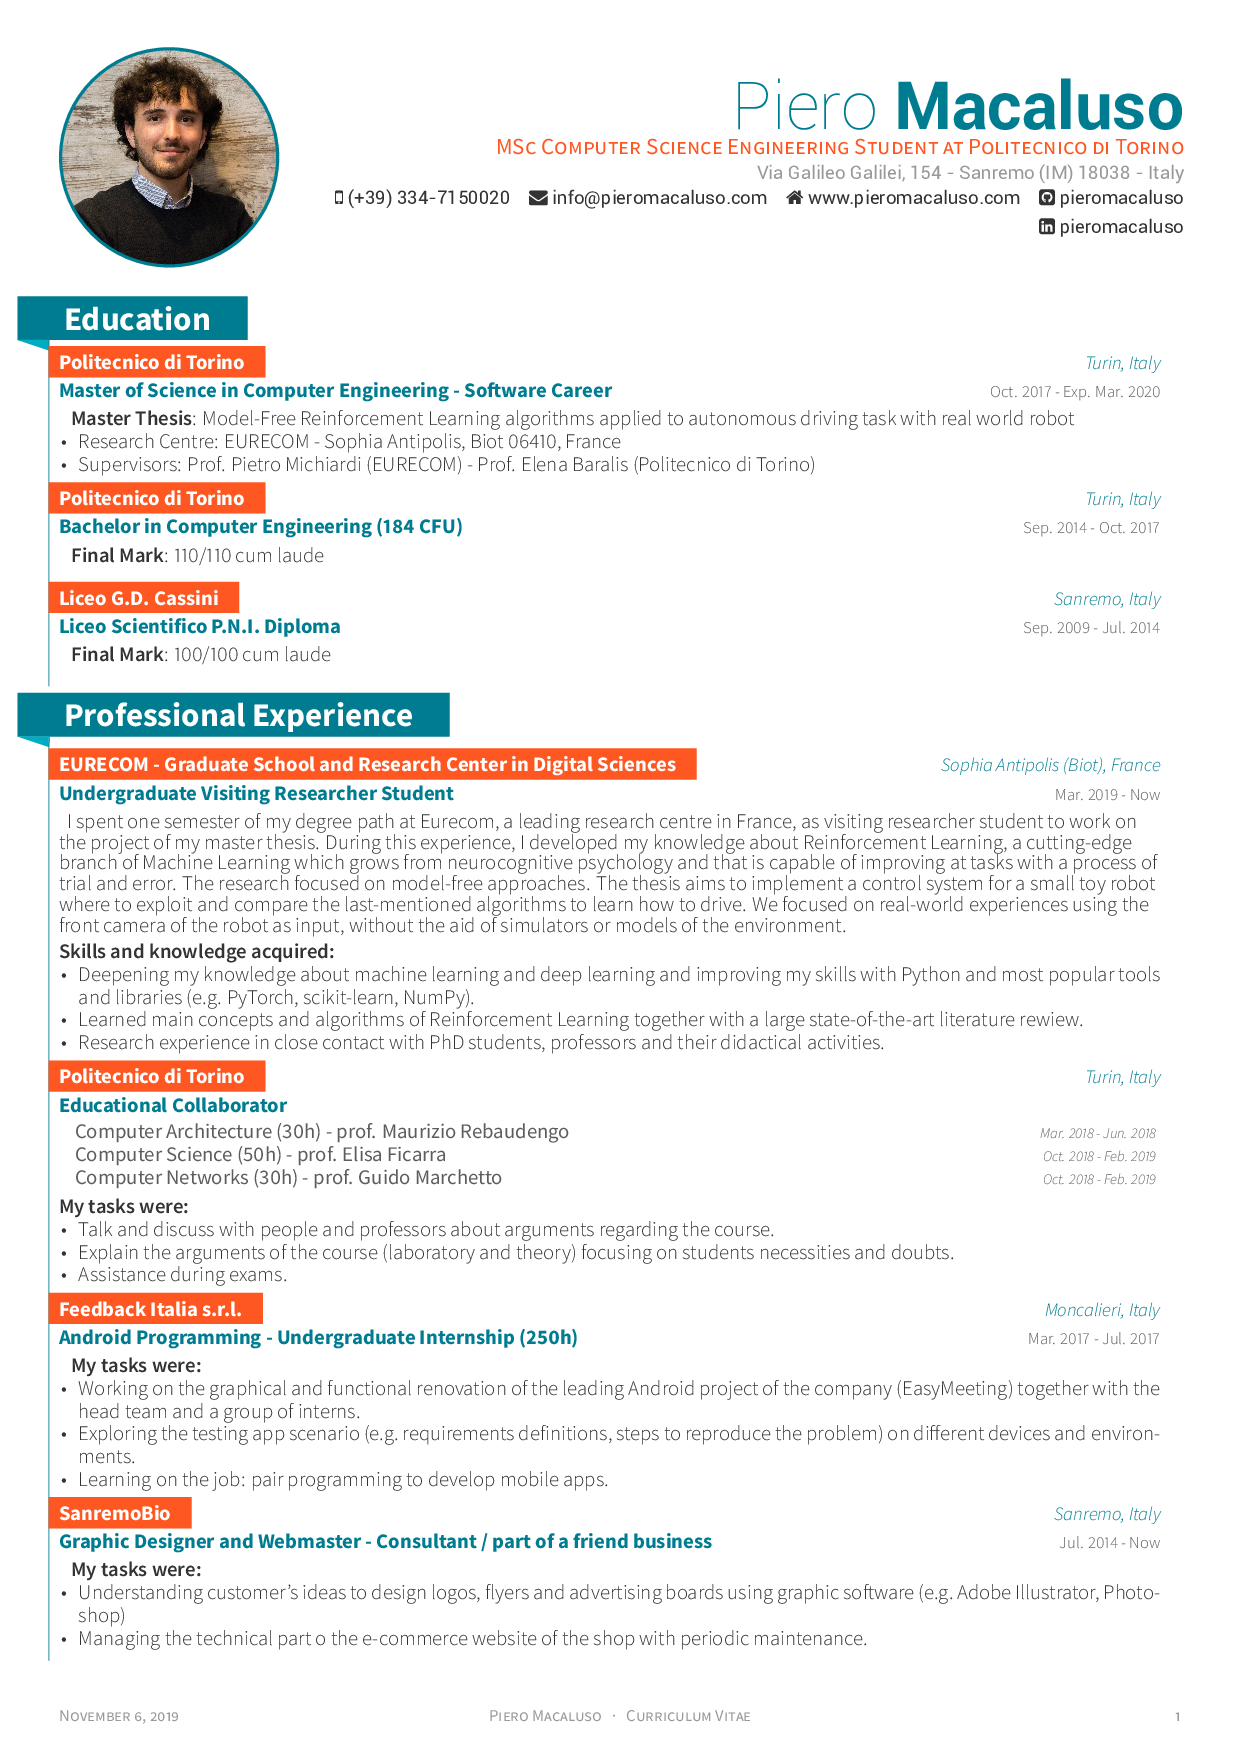 Piero Macaluso
MSc Computer Science Engineering Student at Politecnico di Torino
Via Galileo Galilei, 154 - Sanremo (IM) 18038 - Italy
(+39) 334-7150020 info@pieromacaluso.com www.pieromacaluso.com pieromacaluso
pieromacaluso
Education
Politecnico di Torino Turin, Italy
Master of Science in Computer Engineering - Software Career Oct. 2017 - Exp. Mar. 2020
Master Thesis: Model-Free Reinforcement Learning algorithms applied to autonomous driving task with real world robot
• Research Centre: EURECOM - Sophia Antipolis, Biot 06410, France
• Supervisors: Prof. Pietro Michiardi (EURECOM) - Prof. Elena Baralis (Politecnico di Torino)
Politecnico di Torino Turin, Italy
Bachelor in Computer Engineering (184 CFU) Sep. 2014 - Oct. 2017
Final Mark: 110/110 cum laude
Liceo G.D. Cassini Sanremo, Italy
Liceo Scientifico P.N.I. Diploma Sep. 2009 - Jul. 2014
Final Mark: 100/100 cum laude
Professional Experience
EURECOM - Graduate School and Research Center in Digital Sciences Sophia Antipolis (Biot), France
Undergraduate Visiting Researcher Student Mar. 2019 - Now
I spent one semester of my degree path at Eurecom, a leading research centre in France, as visiting researcher student to work on
the project of my master thesis. During this experience, I developed my knowledge about Reinforcement Learning, a cutting-edge
branch of Machine Learning which grows from neurocognitive psychology and that is capable of improving at tasks with a process of
trial and error. The research focused on model-free approaches. The thesis aims to implement a control system for a small toy robot
where to exploit and compare the last-mentioned algorithms to learn how to drive. We focused on real-world experiences using the
front camera of the robot as input, without the aid of simulators or models of the environment.
Skills and knowledge acquired:
• Deepening my knowledge about machine learning and deep learning and improving my skills with Python and most popular tools
and libraries (e.g. PyTorch, scikit-learn, NumPy).
• Learned main concepts and algorithms of Reinforcement Learning together with a large state-of-the-art literature rewiew.
• Research experience in close contact with PhD students, professors and their didactical activities.
Politecnico di Torino Turin, Italy
Educational Collaborator
Computer Architecture (30h) - prof. Maurizio Rebaudengo Mar. 2018 - Jun. 2018
Computer Science (50h) - prof. Elisa Ficarra Oct. 2018 - Feb. 2019
Computer Networks (30h) - prof. Guido Marchetto Oct. 2018 - Feb. 2019
My tasks were:
• Talk and discuss with people and professors about arguments regarding the course.
• Explain the arguments of the course (laboratory and theory) focusing on students necessities and doubts.
• Assistance during exams.
Feedback Italia s.r.l. Moncalieri, Italy
Android Programming - Undergraduate Internship (250h) Mar. 2017 - Jul. 2017
My tasks were:
• Working on the graphical and functional renovation of the leading Android project of the company (EasyMeeting) together with the
head team and a group of interns.
• Exploring the testing app scenario (e.g. requirements definitions, steps to reproduce the problem) on different devices and environ-
ments.
• Learning on the job: pair programming to develop mobile apps.
SanremoBio Sanremo, Italy
Graphic Designer and Webmaster - Consultant / part of a friend business Jul. 2014 - Now
My tasks were:
• Understanding customer's ideas to design logos, flyers and advertising boards using graphic software (e.g. Adobe Illustrator, Photo-
shop)
• Managing the technical part o the e-commerce website of the shop with periodic maintenance.
November 6, 2019 Piero Macaluso · Curriculum Vitae 1